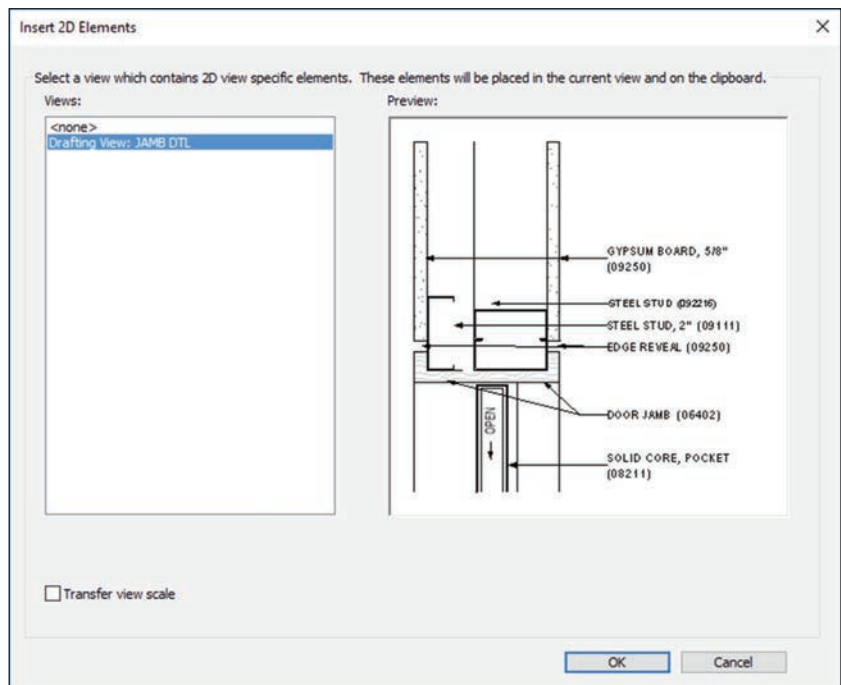 Insert 2D Elements
Select a view which contains 2D view specific elements. These elements will be placed in the current view and on the clipboard.
Views:
<none>
Drafting View: JAMB DTL
Preview:
GYPSUM BOARD, 5/8"
(09250)
STEEL STUD (092216)
STEEL STUD, 2" (09111)
EDGE REVEAL (09250)
DOOR JAMB (06402)
OPEN
SOLID CORE, POCKET
(08211)
Transfer view scale
OK
Cancel